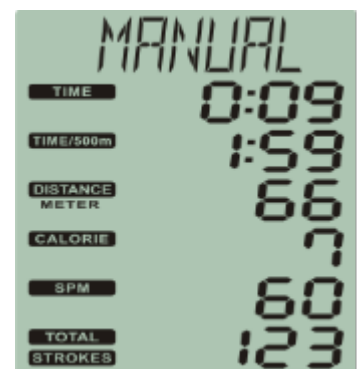 MANUAL
TIME 0:09
TIME/500m 1:59
DISTANCE
METER 66
CALORIE 7
SPM 60
TOTAL
STROKES 123